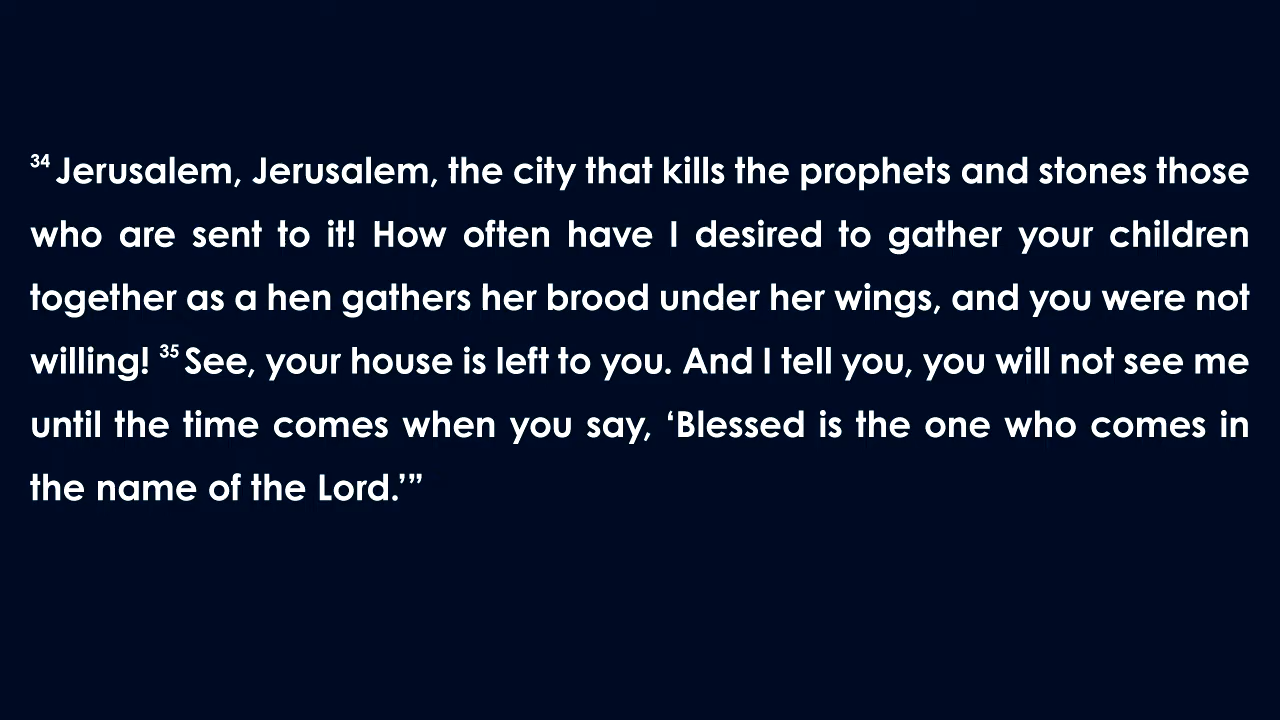 34 Jerusalem, Jerusalem, the city that kills the prophets and stones those
who are sent to it! How often have I desired to gather your children
together as a hen gathers her brood under her wings, and you were not
willing! 35 See, your house is left to you. And I tell you, you will not see me
until the time comes when you say, ‘Blessed is the one who comes in
the name of the Lord.’”